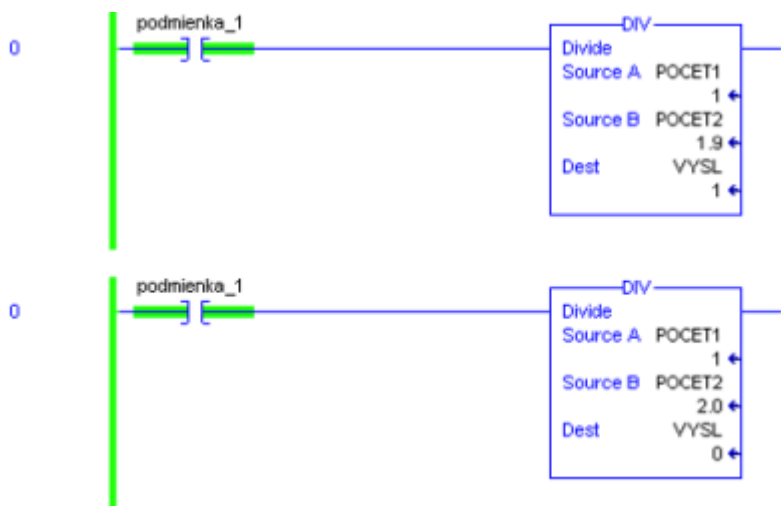 podmienka_1
DIV
0
Divide
Source A POCET1
1
Source B POCET2
1.9
Dest VYSL
1
podmienka_1
DIV
0
Divide
Source A POCET1
1
Source B POCET2
2.0
Dest VYSL
0